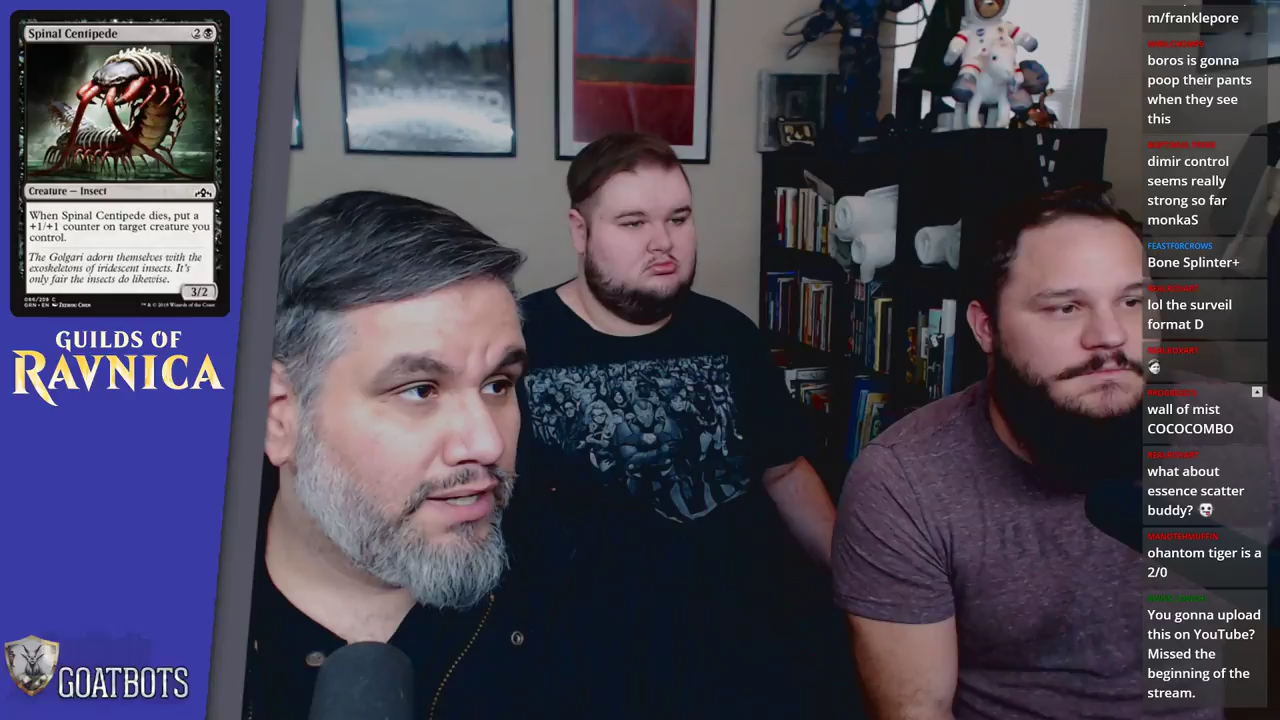 Spinal Centipede
2
Creature — Insect
When Spinal Centipede dies, put a
+1/+1 counter on target creature you
control.
The Golgari adorn themselves with the
exoskeletons of iridescent insects. It's
only fair the insects do likewise.
3/2
GUILDS OF
RAVNICA
GOATBOTS
m/franklepore
boros is gonna
poop their pants
when they see
this
dimir control
seems really
strong so far
monkaS
FEASTFORCROWS
Bone Splinter+
lol the surveil
format D
wall of mist
COCOCOMBO
what about
essence scatter
buddy?
MANOTEHMUFFIN
ohantom tiger is a
2/0
You gonna upload
this on YouTube?
Missed the
beginning of the
stream.